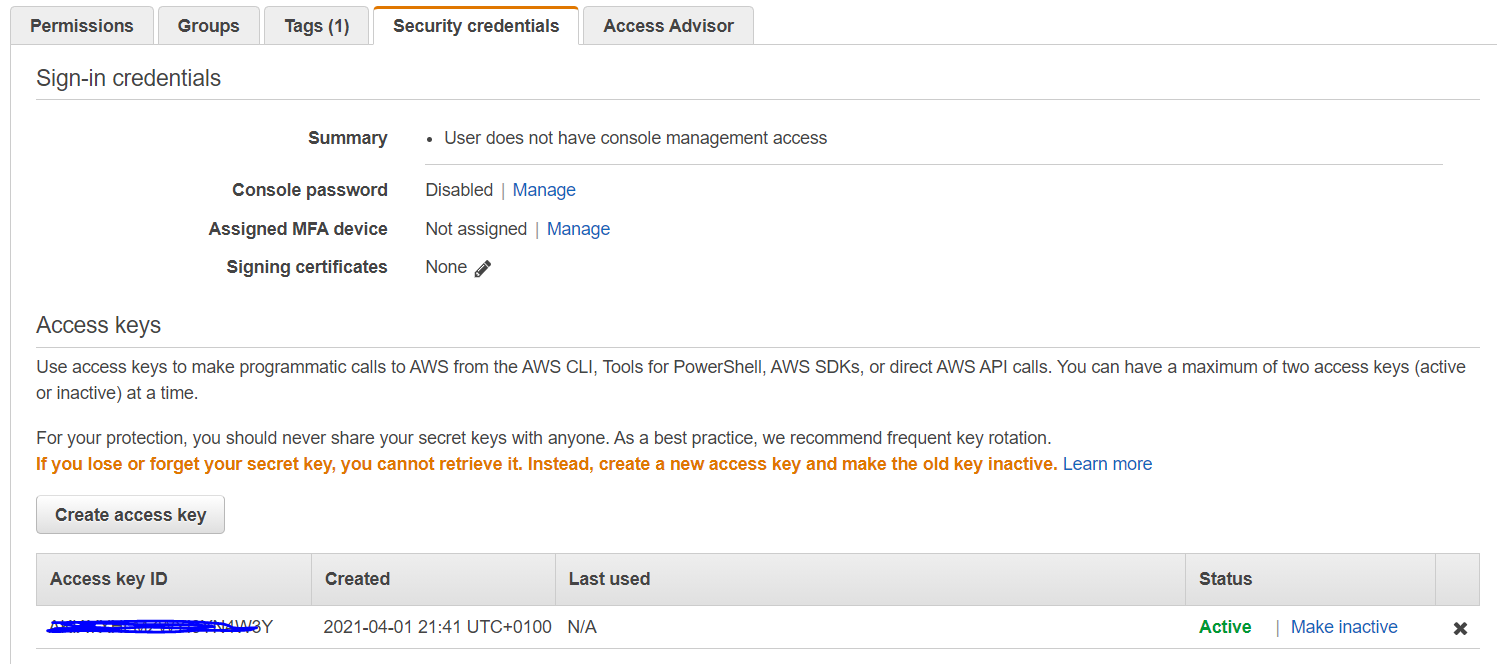 Permissions Groups Tags (1) Security credentials Access Advisor
Sign-in credentials
Summary • User does not have console management access
Console password Disabled | Manage
Assigned MFA device Not assigned | Manage
Signing certificates None
Access keys
Use access keys to make programmatic calls to AWS from the AWS CLI, Tools for PowerShell, AWS SDKs, or direct AWS API calls. You can have a maximum of two access keys (active
or inactive) at a time.
For your protection, you should never share your secret keys with anyone. As a best practice, we recommend frequent key rotation.
If you lose or forget your secret key, you cannot retrieve it. Instead, create a new access key and make the old key inactive. Learn more
Create access key
Access key ID Created Last used Status
2021-04-01 21:41 UTC+0100 N/A Active | Make inactive